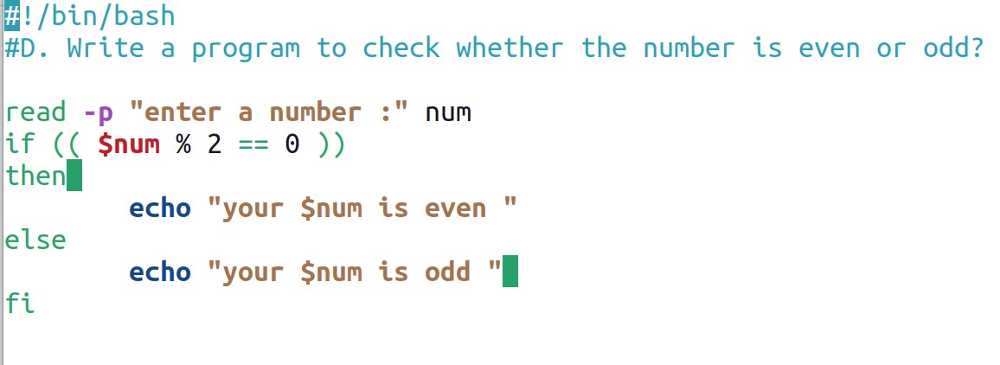 #!/bin/bash
#D. Write a program to check whether the number is even or odd?
read -p "enter a number :" num
if (( $num % 2 == 0 ))
then
        echo "your $num is even "
else
        echo "your $num is odd "
fi